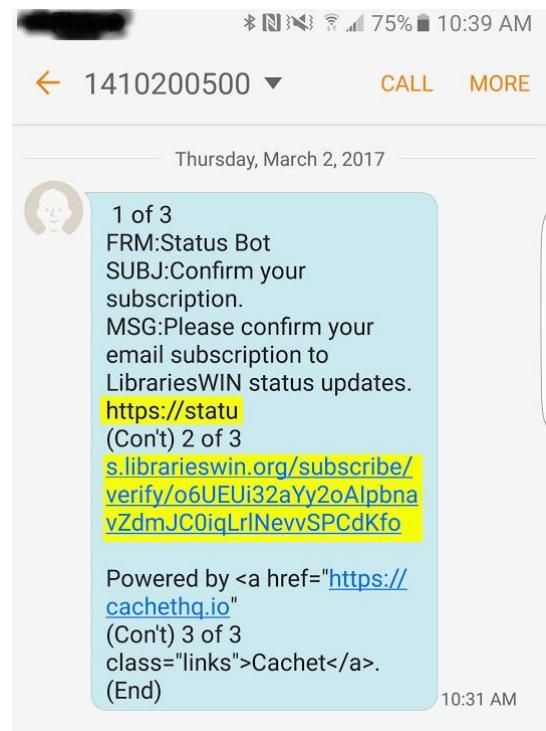 75% 10:39 AM
1410200500
CALL
MORE
Thursday, March 2, 2017
1 of 3
FRM:Status Bot
SUBJ:Confirm your
subscription.
MSG:Please confirm your
email subscription to
LibrariesWIN status updates.
https://statu
(Con't) 2 of 3
s.librarieswin.org/subscribe/
verify/o6UEUi32aYy2oAIpbna
vZdmJC0iqLrlNevvSPCdKfo
Powered by <a href="https://
cachethq.io"
(Con't) 3 of 3
class="links">Cachet</a>.
(End)
10:31 AM